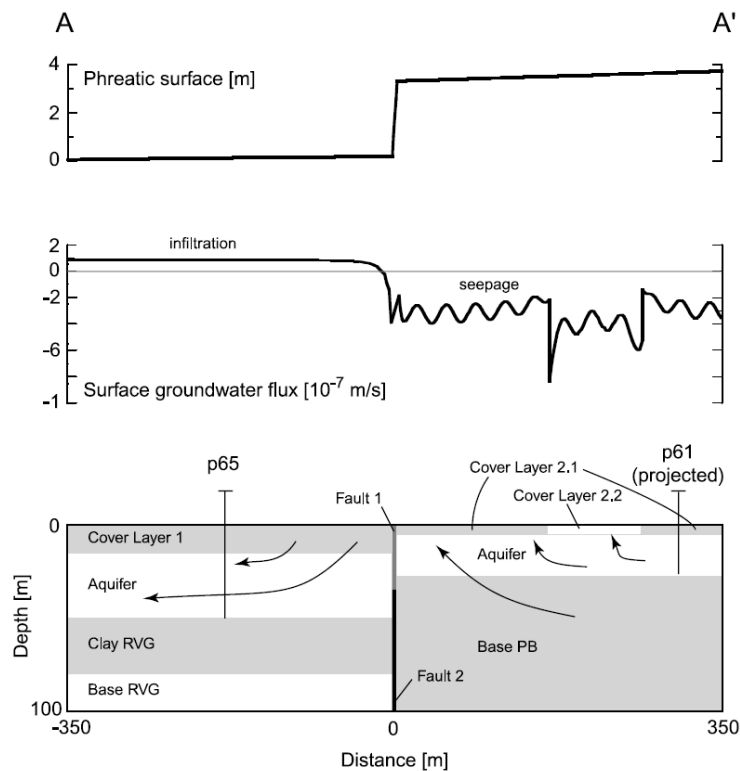 A
A'
4
Phreatic surface [m]
2
0
2
infiltration
0
-2
seepage
-6
-1
Surface groundwater flux [10⁻⁷ m/s]
p65
p61
(projected)
Cover Layer 2.1
Fault 1
Cover Layer 2.2
0
Cover Layer 1
Aquifer
Aquifer
Depth [m]
Clay RVG
Base PB
Base RVG
Fault 2
100
-350
0
350
Distance [m]